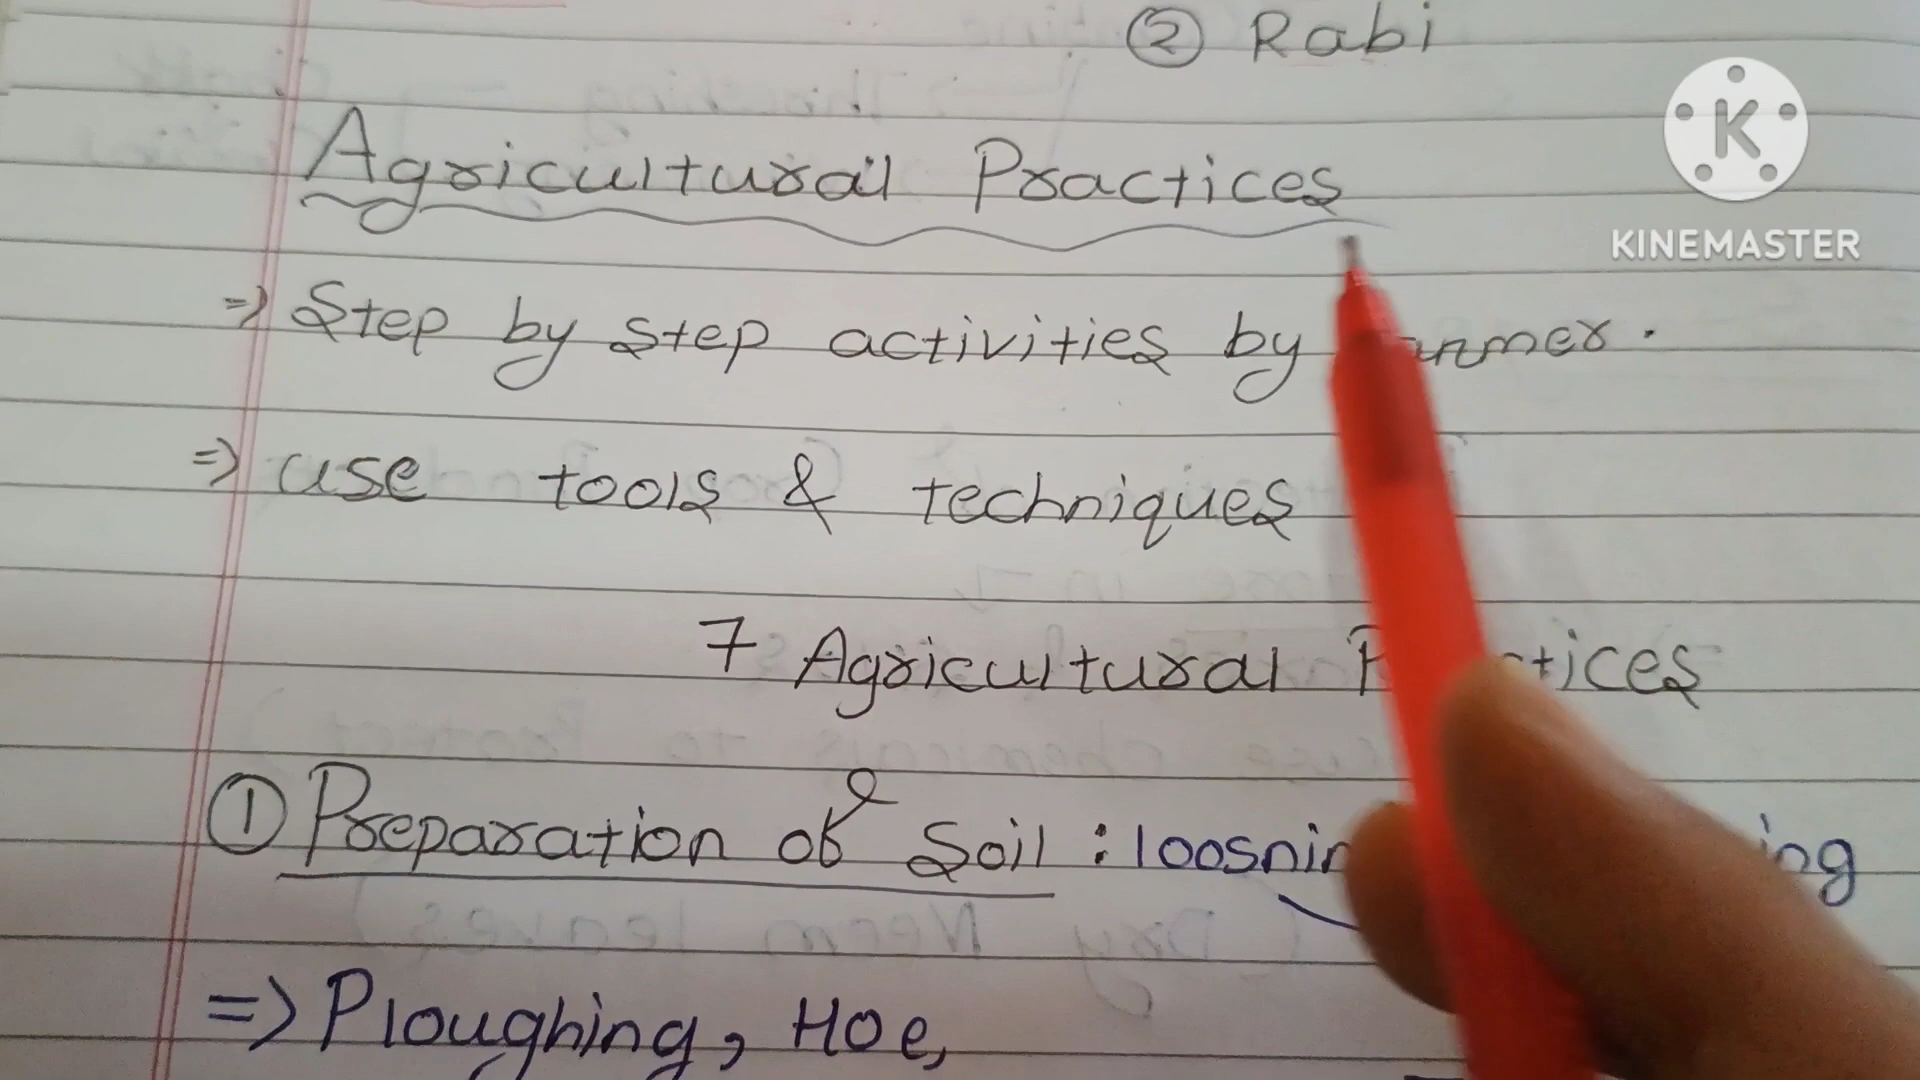 ② Rabi
Agricultural Practices
K
KINEMASTER
⇒ Step by step activities by
⇒ use tools & techniques
7 Agricultural
① Preparation of Soil :
⇒ Ploughing, Hoe,